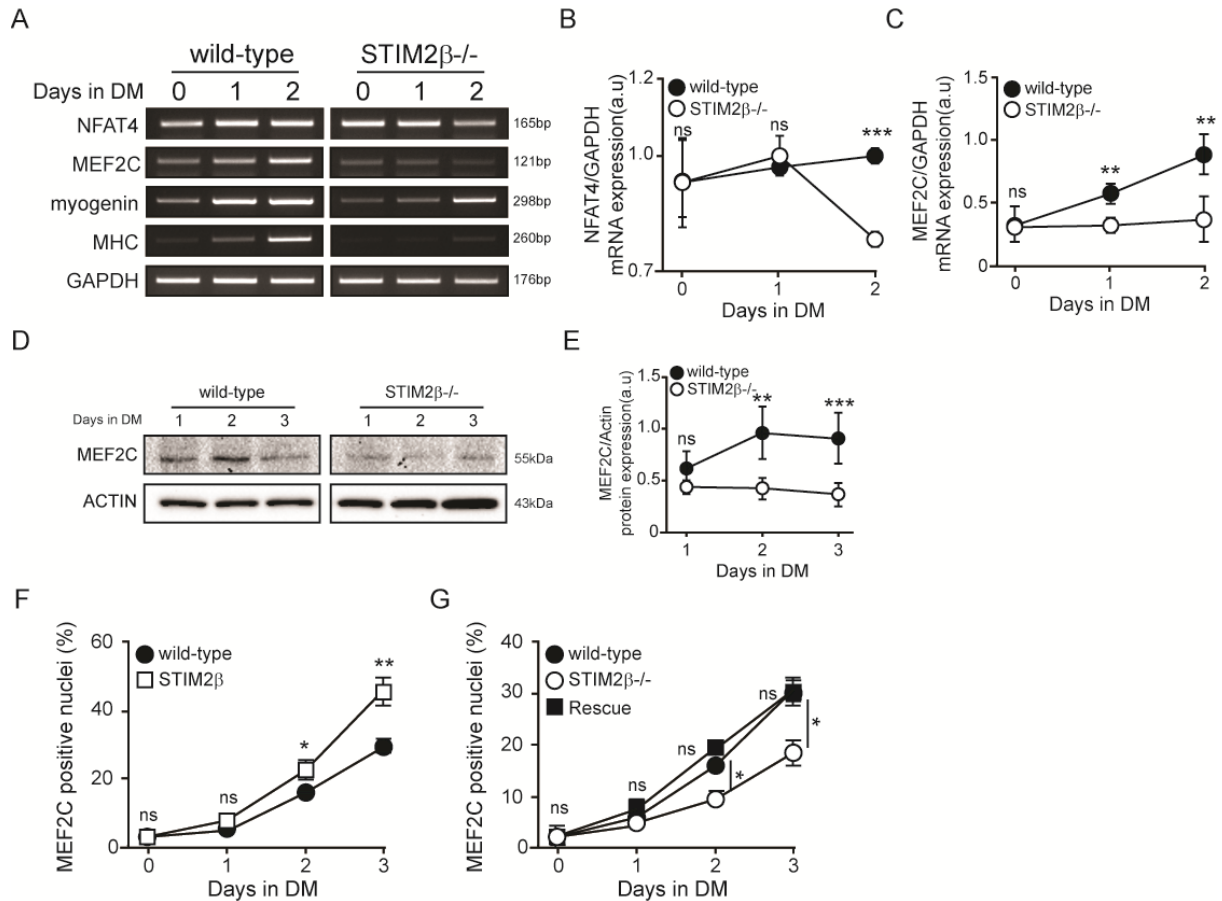 A
wild-type
STIM2β-/-
Days in DM
0 1 2
0 1 2
NFAT4
165bp
MEF2C
121bp
myogenin
298bp
MHC
260bp
GAPDH
176bp
B
NFAT4/GAPDH
mRNA expression(a.u)
1.2
1.0
0.7
wild-type
STIM2β-/-
ns
ns
***
0 1 2
Days in DM
C
MEF2C/GAPDH
mRNA expression(a.u)
1.5
1.0
0.5
0
wild-type
STIM2β-/-
ns
**
**
0 1 2
Days in DM
D
wild-type
STIM2β-/-
Days in DM
1 2 3
1 2 3
MEF2C
55kDa
ACTIN
43kDa
E
MEF2C/Actin
protein expression(a.u)
1.5
1.0
0.5
0
wild-type
STIM2β-/-
ns
**
***
1 2 3
Days in DM
F
MEF2C positive nuclei (%)
60
40
20
0
wild-type
STIM2β
ns
ns
*
**
0 1 2 3
Days in DM
G
MEF2C positive nuclei (%)
40
30
20
10
0
wild-type
STIM2β-/-
Rescue
ns
ns
ns
ns
*
*
0 1 2 3
Days in DM